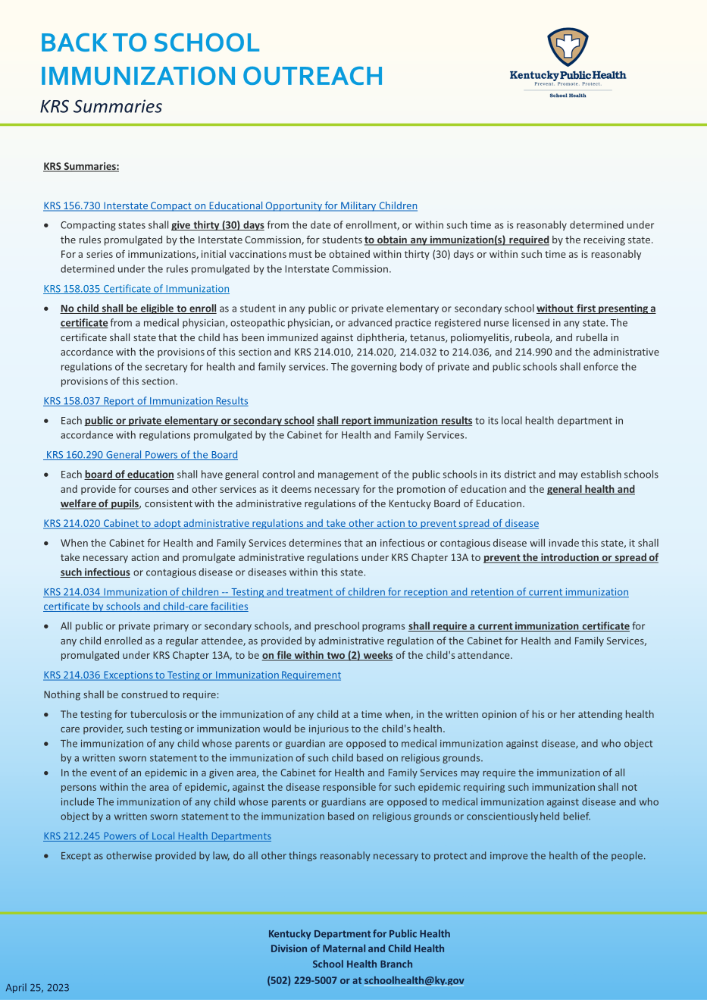 BACK TO SCHOOL
IMMUNIZATION OUTREACH
KRS Summaries
KentuckyPublicHealth
Prevent. Promote. Protect.
School Health
KRS Summaries:
KRS 156.730 Interstate Compact on Educational Opportunity for Military Children
• Compacting states shall give thirty (30) days from the date of enrollment, or within such time as is reasonably determined under
the rules promulgated by the Interstate Commission, for students to obtain any immunization(s) required by the receiving state.
For a series of immunizations, initial vaccinations must be obtained within thirty (30) days or within such time as is reasonably
determined under the rules promulgated by the Interstate Commission.
KRS 158.035 Certificate of Immunization
• No child shall be eligible to enroll as a student in any public or private elementary or secondary school without first presenting a
certificate from a medical physician, osteopathic physician, or advanced practice registered nurse licensed in any state. The
certificate shall state that the child has been immunized against diphtheria, tetanus, poliomyelitis, rubeola, and rubella in
accordance with the provisions of this section and KRS 214.010, 214.020, 214.032 to 214.036, and 214.990 and the administrative
regulations of the secretary for health and family services. The governing body of private and public schools shall enforce the
provisions of this section.
KRS 158.037 Report of Immunization Results
• Each public or private elementary or secondary school shall report immunization results to its local health department in
accordance with regulations promulgated by the Cabinet for Health and Family Services.
KRS 160.290 General Powers of the Board
• Each board of education shall have general control and management of the public schools in its district and may establish schools
and provide for courses and other services as it deems necessary for the promotion of education and the general health and
welfare of pupils, consistent with the administrative regulations of the Kentucky Board of Education.
KRS 214.020 Cabinet to adopt administrative regulations and take other action to prevent spread of disease
• When the Cabinet for Health and Family Services determines that an infectious or contagious disease will invade this state, it shall
take necessary action and promulgate administrative regulations under KRS Chapter 13A to prevent the introduction or spread of
such infectious or contagious disease or diseases within this state.
KRS 214.034 Immunization of children -- Testing and treatment of children for reception and retention of current immunization
certificate by schools and child-care facilities
• All public or private primary or secondary schools, and preschool programs shall require a current immunization certificate for
any child enrolled as a regular attendee, as provided by administrative regulation of the Cabinet for Health and Family Services,
promulgated under KRS Chapter 13A, to be on file within two (2) weeks of the child's attendance.
KRS 214.036 Exceptions to Testing or Immunization Requirement
Nothing shall be construed to require:
• The testing for tuberculosis or the immunization of any child at a time when, in the written opinion of his or her attending health
care provider, such testing or immunization would be injurious to the child's health.
• The immunization of any child whose parents or guardian are opposed to medical immunization against disease, and who object
by a written sworn statement to the immunization of such child based on religious grounds.
• In the event of an epidemic in a given area, the Cabinet for Health and Family Services may require the immunization of all
persons within the area of epidemic, against the disease responsible for such epidemic requiring such immunization shall not
include The immunization of any child whose parents or guardians are opposed to medical immunization against disease and who
object by a written sworn statement to the immunization based on religious grounds or conscientiously held belief.
KRS 212.245 Powers of Local Health Departments
• Except as otherwise provided by law, do all other things reasonably necessary to protect and improve the health of the people.
Kentucky Department for Public Health
Division of Maternal and Child Health
School Health Branch
(502) 229-5007 or at schoolhealth@ky.gov
April 25, 2023